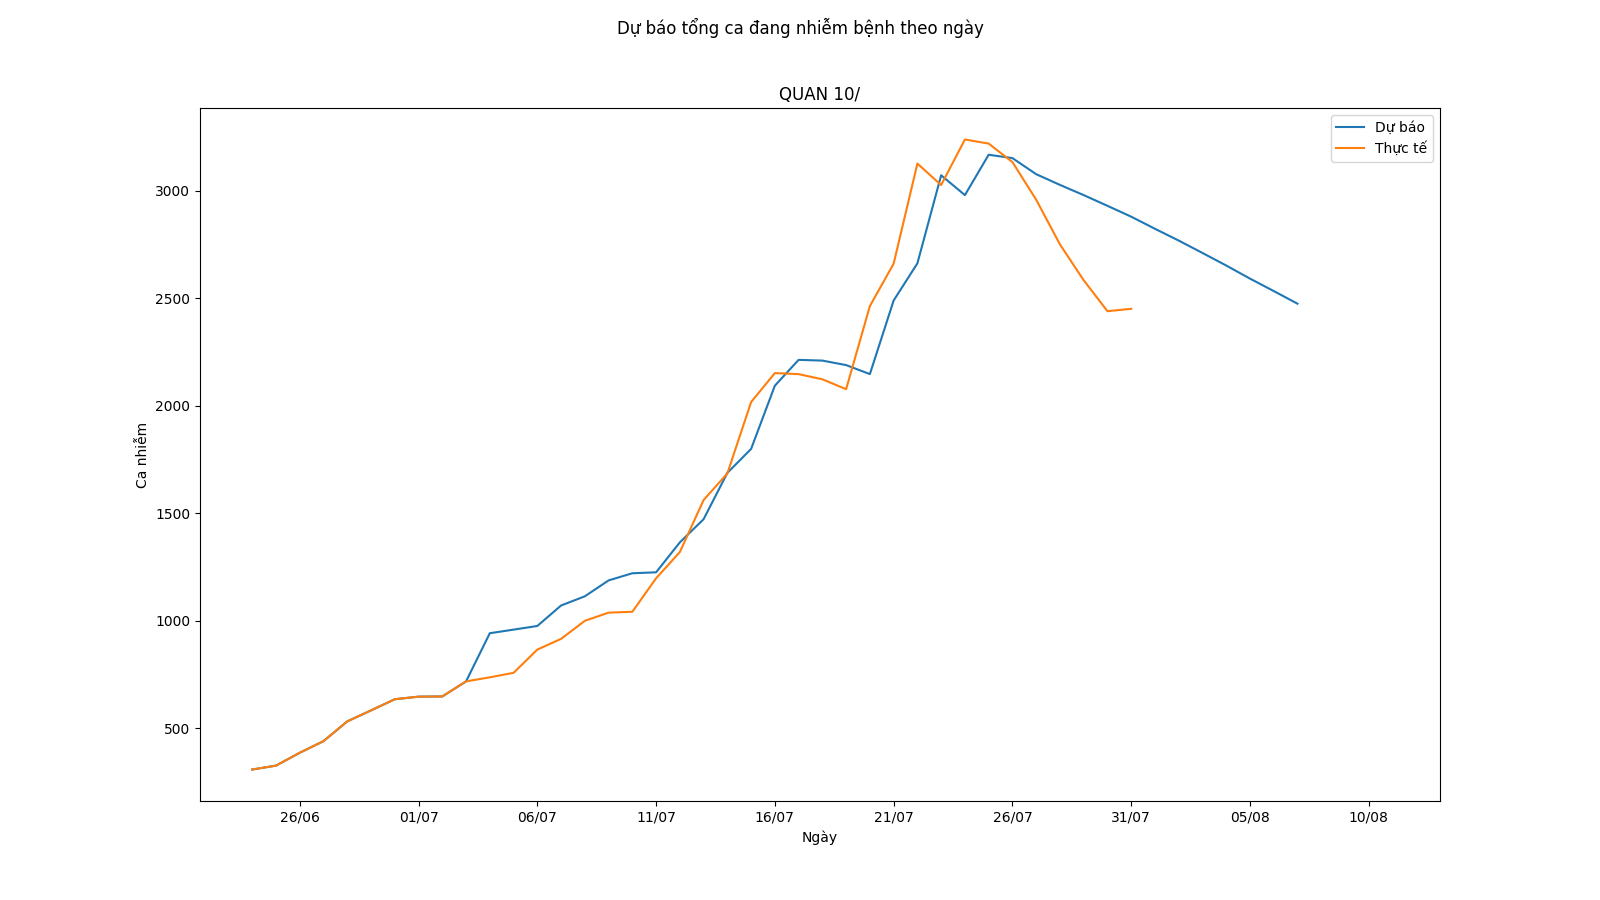 Dự báo tổng ca đang nhiễm bệnh theo ngày
QUAN 10/
Dự báo
Thực tế
3000
2500
2000
1500
1000
500
Ca nhiễm
26/06
01/07
06/07
11/07
16/07
21/07
26/07
31/07
05/08
10/08
Ngày